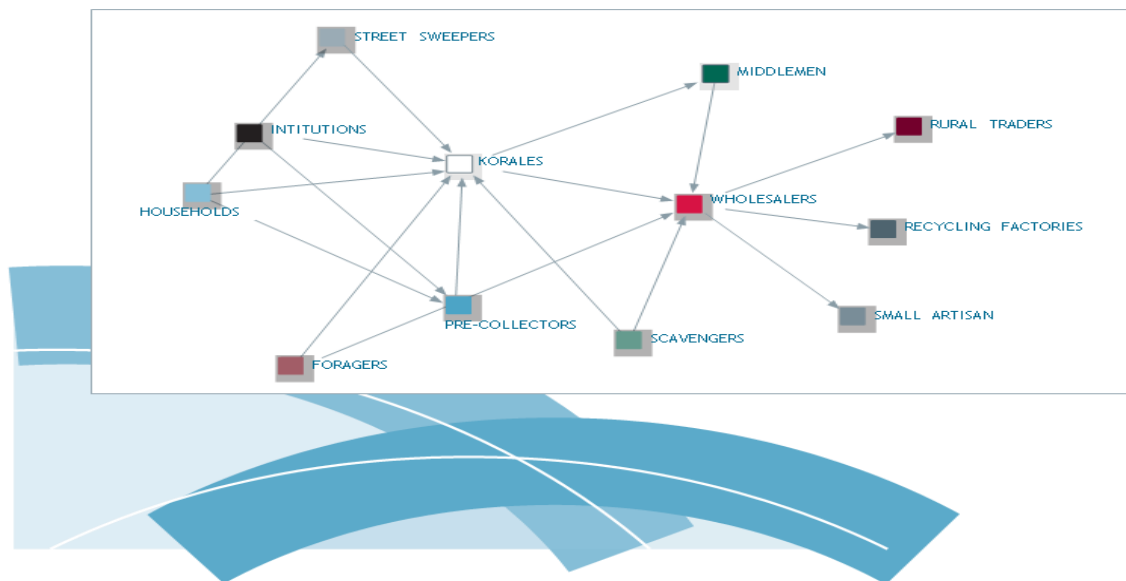 STREET SWEEPERS
MIDDLEMEN
INTITUTIONS
RURAL TRADERS
KORALES
HOUSEHOLDS
WHOLESALERS
RECYCLING FACTORIES
PRE-COLLECTORS
SMALL ARTISAN
SCAVENGERS
FORAGERS